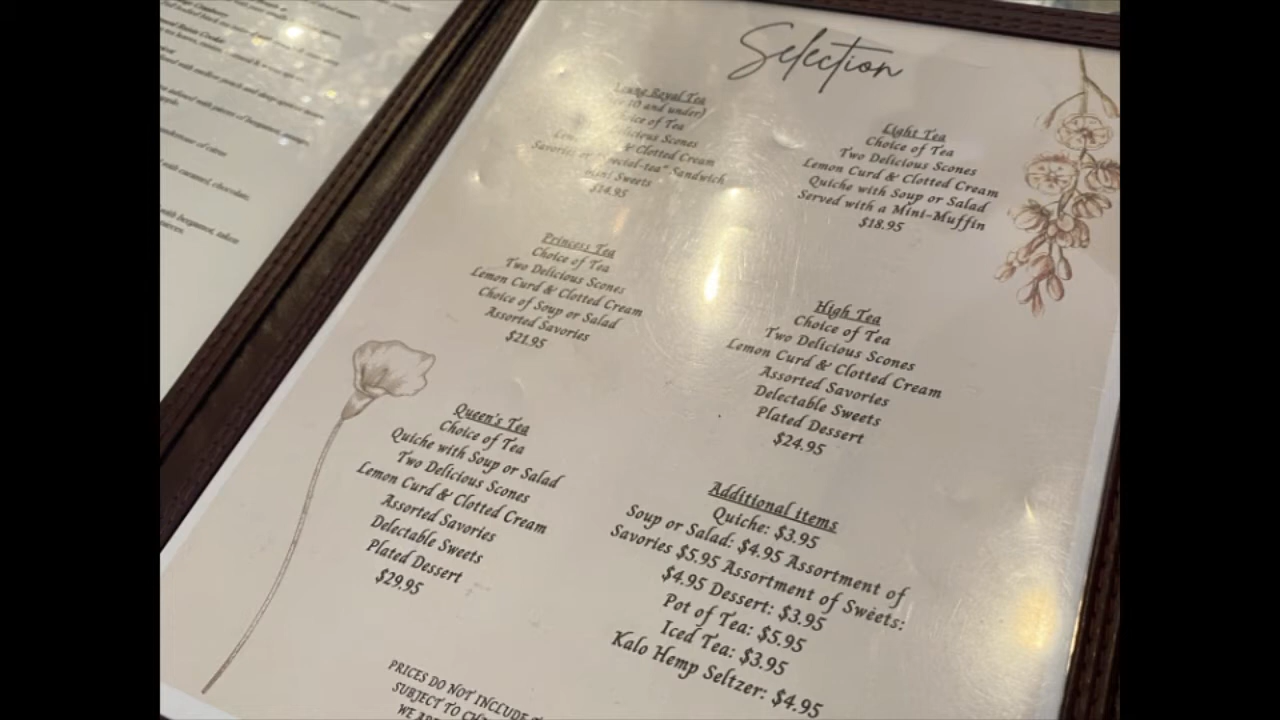 Selection
Young Royal Tea
10 and under)
Choice of Tea
Delicious Scones
& Clotted Cream
Savories or "Special-tea" Sandwich
Mini Sweets
$14.95
Light Tea
Choice of Tea
Two Delicious Scones
Lemon Curd & Clotted Cream
Quiche with Soup or Salad
Served with a Mini-Muffin
$18.95
Princess Tea
Choice of Tea
Two Delicious Scones
Lemon Curd & Clotted Cream
Choice of Soup or Salad
Assorted Savories
$21.95
High Tea
Choice of Tea
Two Delicious Scones
Lemon Curd & Clotted Cream
Assorted Savories
Delectable Sweets
Plated Dessert
$24.95
Queen's Tea
Choice of Tea
Quiche with Soup or Salad
Two Delicious Scones
Lemon Curd & Clotted Cream
Assorted Savories
Delectable Sweets
Plated Dessert
$29.95
Additional items
Quiche: $3.95
Soup or Salad: $4.95 Assortment of
Savories $5.95 Assortment of Sweets:
$4.95 Dessert: $3.95
Pot of Tea: $5.95
Iced Tea: $3.95
Kalo Hemp Seltzer: $4.95
PRICES DO NOT INCLUDE
SUBJECT TO
WE